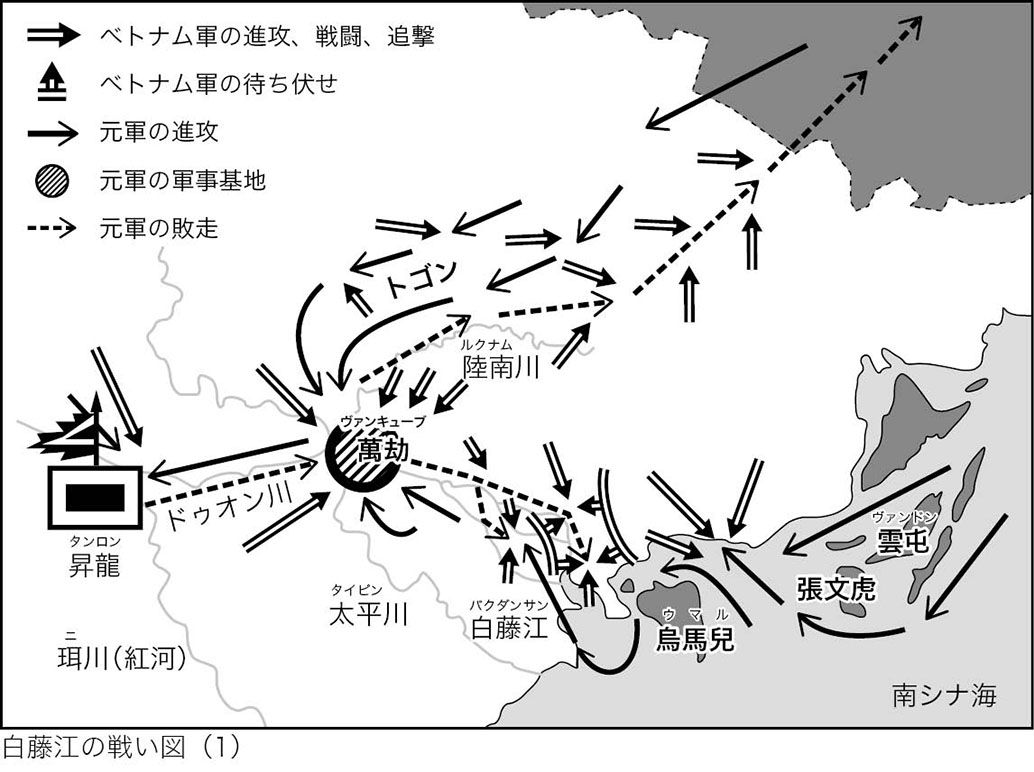 ベトナム軍の進攻、戦闘、追撃
ベトナム軍の待ち伏せ
元軍の進攻
元軍の軍事基地
元軍の敗走
トゴン
ルクナム
陸南川
ヴァンキューブ
萬劫
ドゥオン川
タンロン
昇龍
タイビン
太平川
バクダンザン
白藤江
ニ
珥川（紅河）
ヴァンドン
雲屯
張文虎
ウマル
烏馬兒
南シナ海
白藤江の戦い図（1）